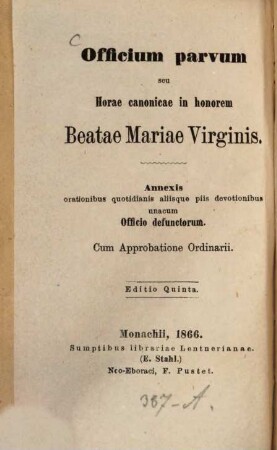 C
Officium parvum
seu
Horae canonicae in honorem
Beatae Mariae Virginis.
Annexis
orationibus quotidianis aliisque piis devotionibus
unacum
Officio defunctorum.
Cum Approbatione Ordinarii.
Editio Quinta.
Monachii, 1866.
Sumptibus librariae Lentnerianae.
(E. Stahl.)
Neo-Eboraci, F. Pustet.
387-A.